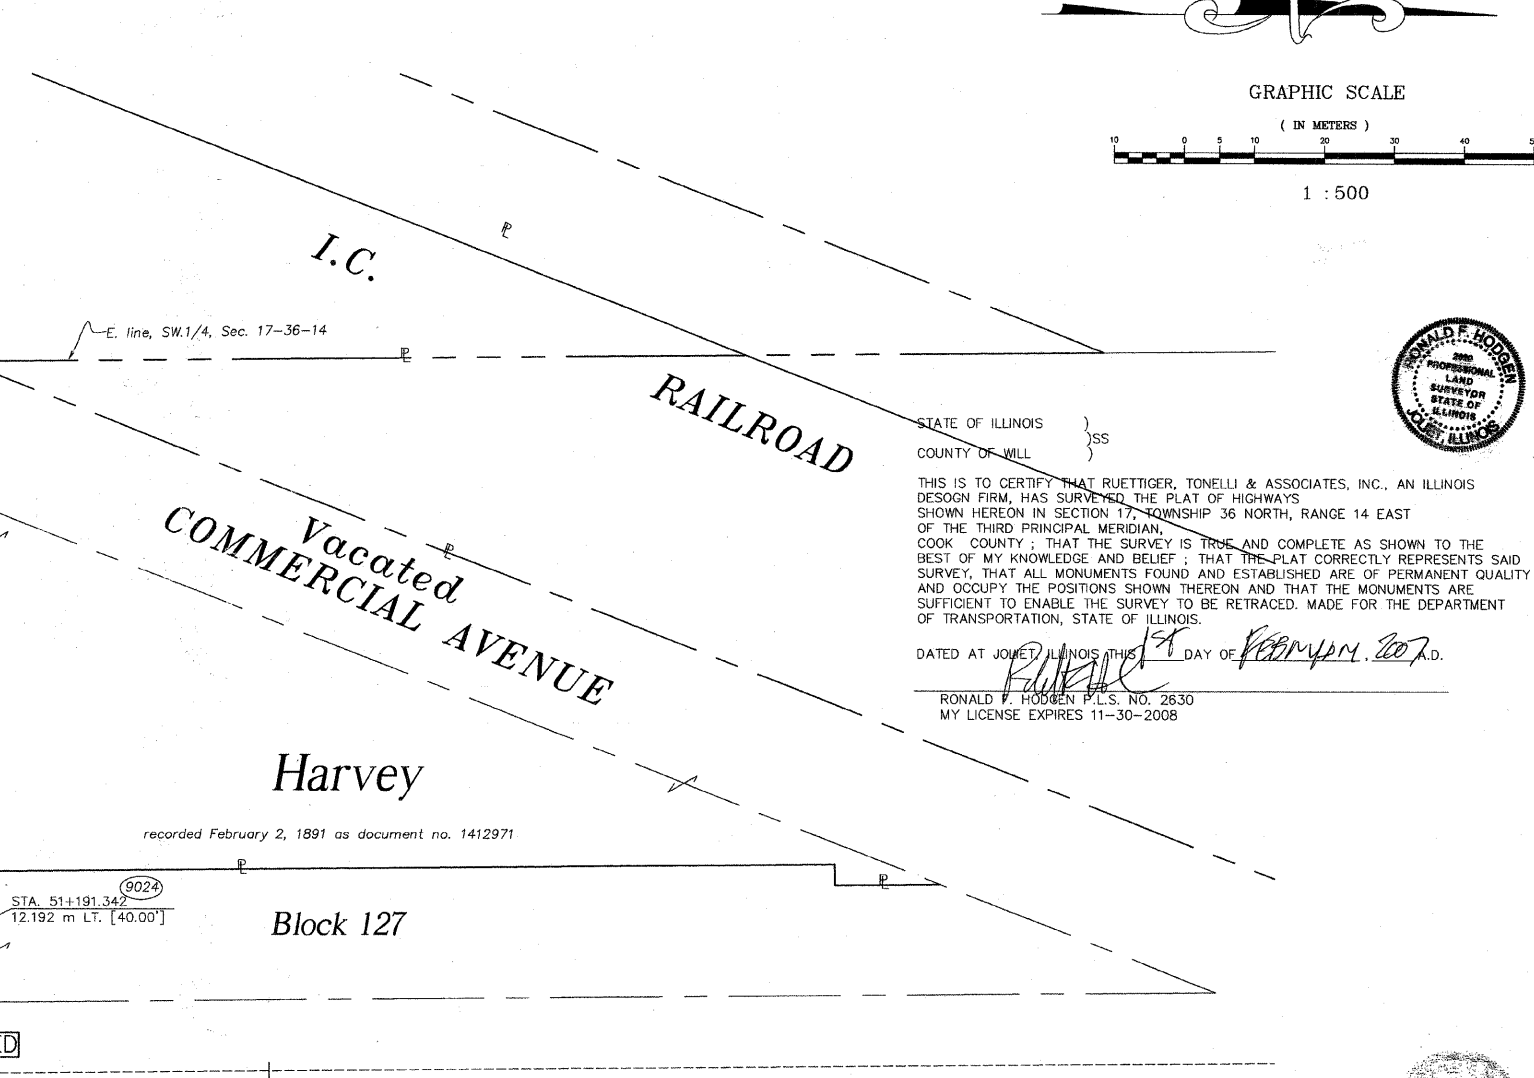 GRAPHIC SCALE
( IN METERS )
10 0 5 10 20 30 40
1 : 500
I.C.
E. line, SW.1/4, Sec. 17-36-14
RAILROAD
RONALD F. HODGEN
PROFESSIONAL
LAND
SURVEYOR
STATE OF
ILLINOIS
JOLIET, ILLINOIS
STATE OF ILLINOIS )
)SS
COUNTY OF WILL )
THIS IS TO CERTIFY THAT RUETTIGER, TONELLI & ASSOCIATES, INC., AN ILLINOIS
DESOGN FIRM, HAS SURVEYED THE PLAT OF HIGHWAYS
SHOWN HEREON IN SECTION 17, TOWNSHIP 36 NORTH, RANGE 14 EAST
OF THE THIRD PRINCIPAL MERIDIAN,
COOK COUNTY ; THAT THE SURVEY IS TRUE AND COMPLETE AS SHOWN TO THE
BEST OF MY KNOWLEDGE AND BELIEF ; THAT THE PLAT CORRECTLY REPRESENTS SAID
SURVEY, THAT ALL MONUMENTS FOUND AND ESTABLISHED ARE OF PERMANENT QUALITY
AND OCCUPY THE POSITIONS SHOWN THEREON AND THAT THE MONUMENTS ARE
SUFFICIENT TO ENABLE THE SURVEY TO BE RETRACED. MADE FOR THE DEPARTMENT
OF TRANSPORTATION, STATE OF ILLINOIS.
DATED AT JOLIET, ILLINOIS THIS 1ST DAY OF FEBRUARY, 2007 A.D.
RONALD F. HODGEN P.L.S. NO. 2630
MY LICENSE EXPIRES 11-30-2008
Vacated
COMMERCIAL AVENUE
Harvey
recorded February 2, 1891 as document no. 1412971
9024
STA. 51+191.342
12.192 m LT. [40.00']
Block 127